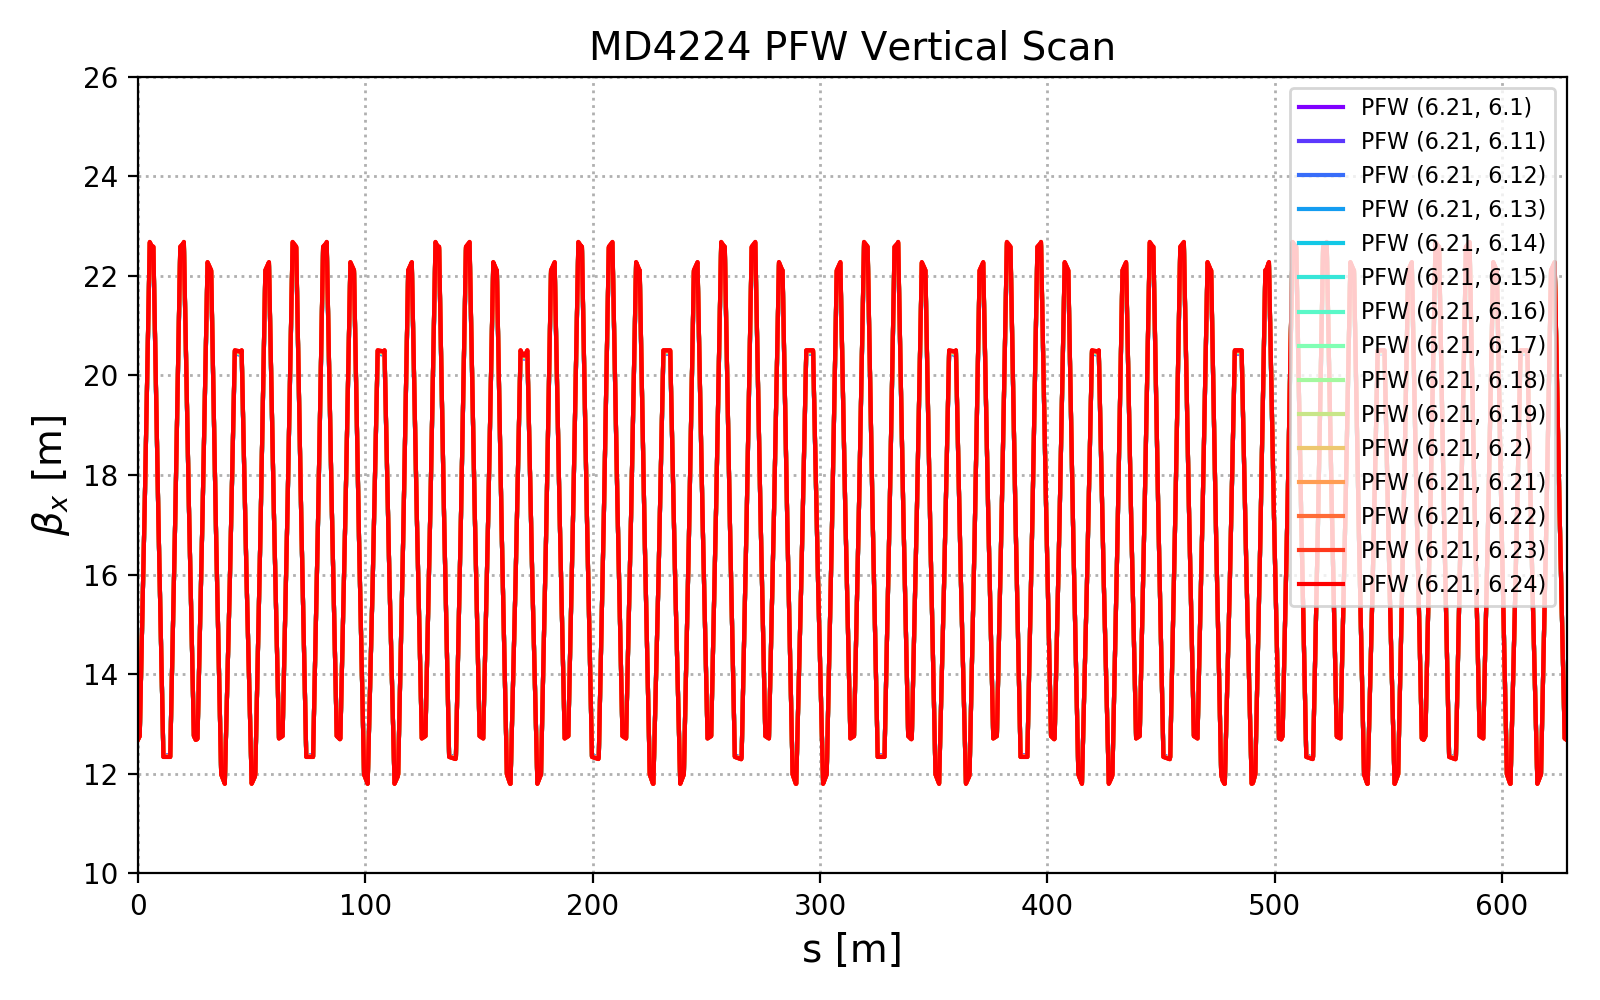 MD4224 PFW Vertical Scan
26
24
22
20
18
16
14
12
10
βx [m]
PFW (6.21, 6.1)
PFW (6.21, 6.11)
PFW (6.21, 6.12)
PFW (6.21, 6.13)
PFW (6.21, 6.14)
PFW (6.21, 6.15)
PFW (6.21, 6.16)
PFW (6.21, 6.17)
PFW (6.21, 6.18)
PFW (6.21, 6.19)
PFW (6.21, 6.2)
PFW (6.21, 6.21)
PFW (6.21, 6.22)
PFW (6.21, 6.23)
PFW (6.21, 6.24)
0 100 200 300 400 500 600
s [m]